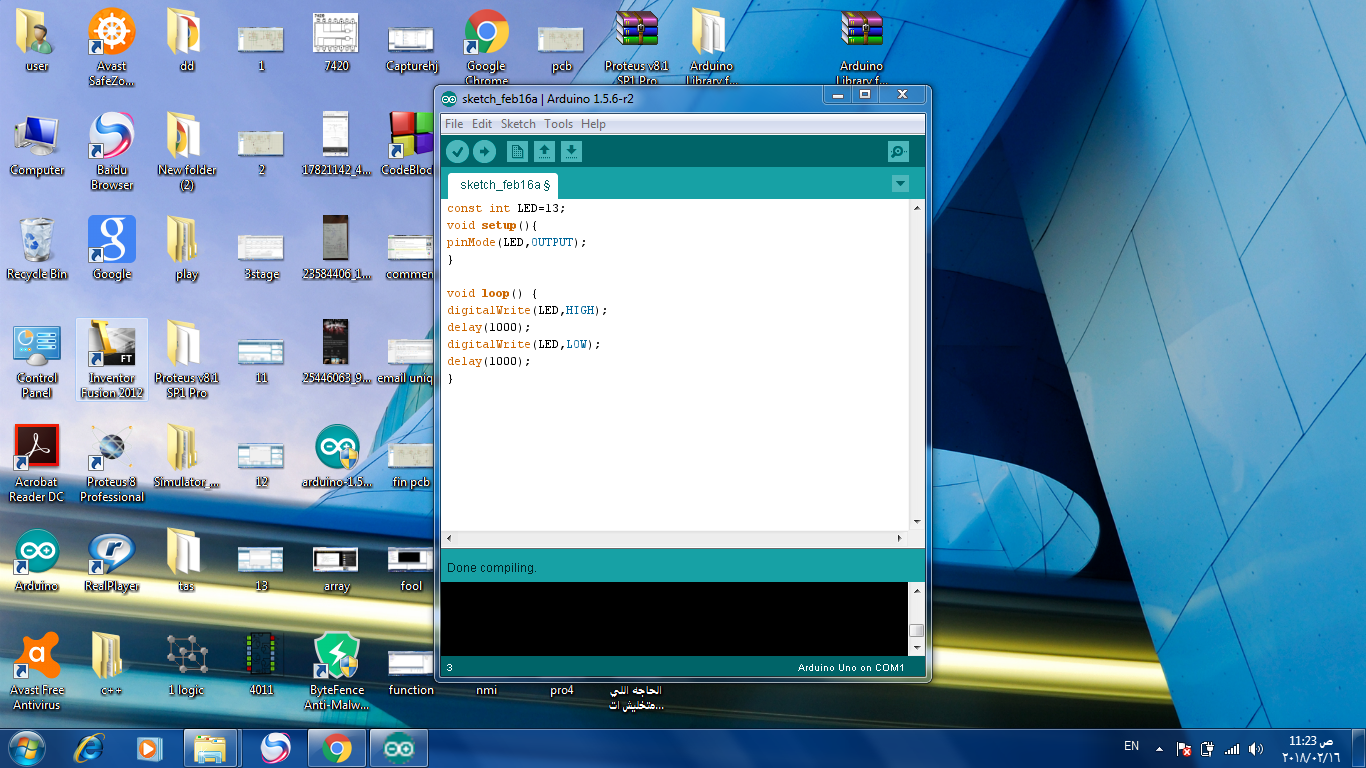 user
Avast
SafeZo...
dd
1
7420
Capturehj
Google
Chrome
pcb
Proteus v8.1
SP1 Pro
Arduino
Library f...
Arduino
Library f...
sketch_feb16a | Arduino 1.5.6-r2
File Edit Sketch Tools Help
sketch_feb16a §
const int LED=13;
void setup(){
pinMode(LED,OUTPUT);
}
void loop() {
digitalWrite(LED,HIGH);
delay(1000);
digitalWrite(LED,LOW);
delay(1000);
}
Done compiling.
3
Arduino Uno on COM1
Computer
Baidu
Browser
New folder
(2)
2
17821142_4...
CodeBloc
Recycle Bin
Google
play
3stage
23584406_1...
commen
Control
Panel
Inventor
Fusion 2012
FT
Proteus v8.1
SP1 Pro
11
25446063_9...
email uniq
Acrobat
Reader DC
Proteus 8
Professional
Simulator_...
12
arduino-1.5...
fin pcb
Arduino
RealPlayer
tas
13
array
fool
Avast Free
Antivirus
c++
1 logic
4011
ByteFence
Anti-Malw...
function
nmi
pro4
الحاجه اللي
هتخليش ات...
EN
11:23 ص
٢٠١٨/٠٢/١٦